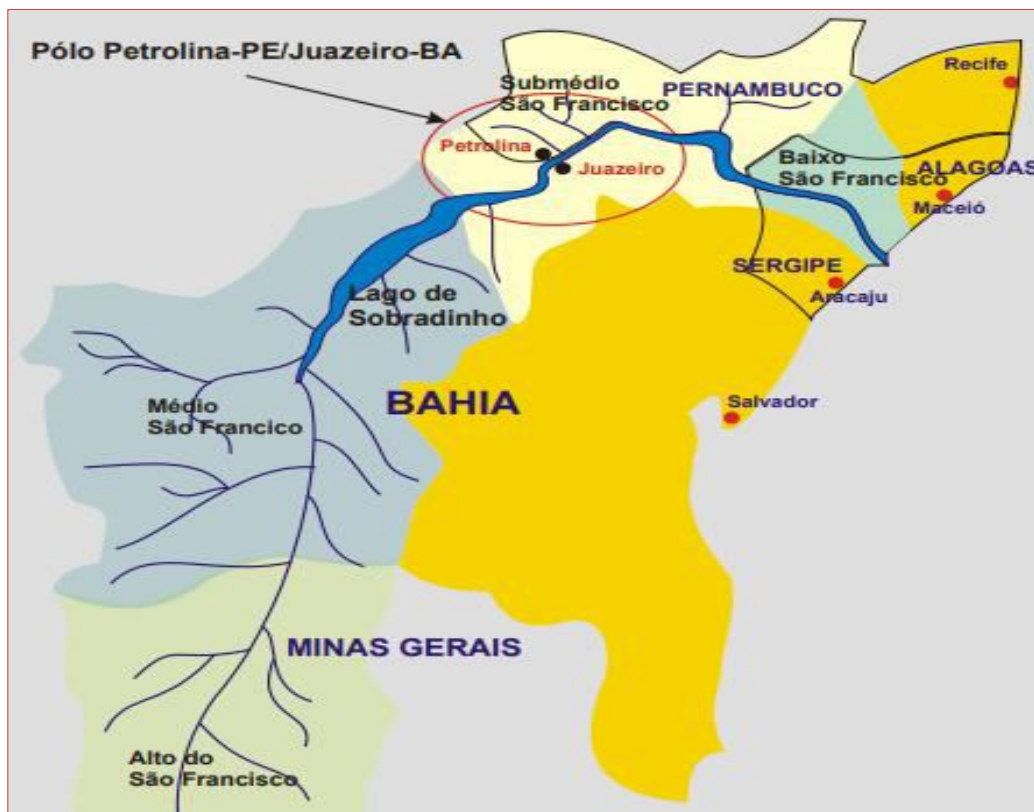 Pólo Petrolina-PE/Juazeiro-BA
Recife
Submédio
São Francisco
PERNAMBUCO
Petrolina
Juazeiro
Baixo
São Francisco
ALAGOAS
Maceió
SERGIPE
Aracaju
Lago de
Sobradinho
BAHIA
Salvador
Médio
São Francico
MINAS GERAIS
Alto do
São Francisco